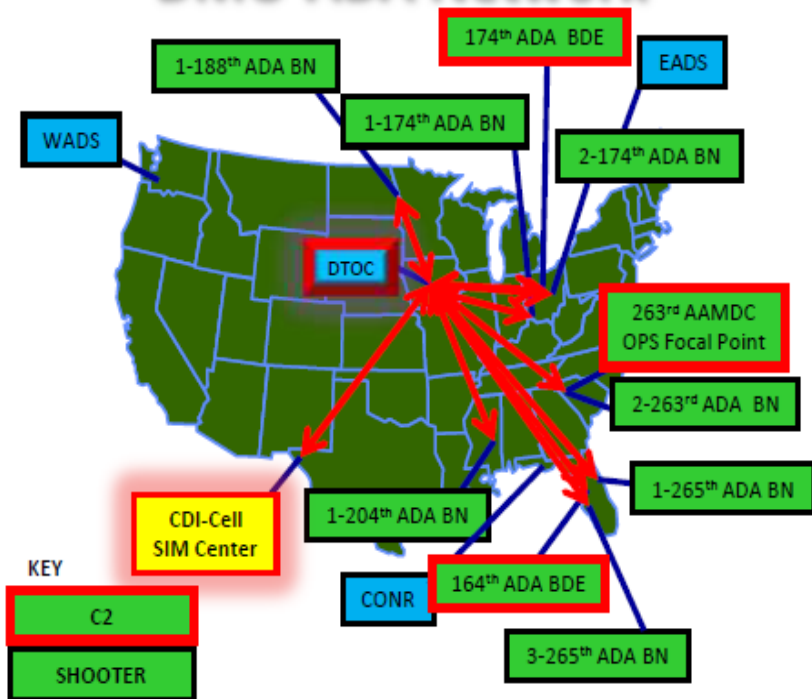 174th ADA BDE
1-188th ADA BN
EADS
1-174th ADA BN
WADS
2-174th ADA BN
DTOC
263rd AAMDC
OPS Focal Point
2-263rd ADA BN
1-265th ADA BN
1-204th ADA BN
CDI-Cell
SIM Center
KEY
164th ADA BDE
CONR
C2
3-265th ADA BN
SHOOTER